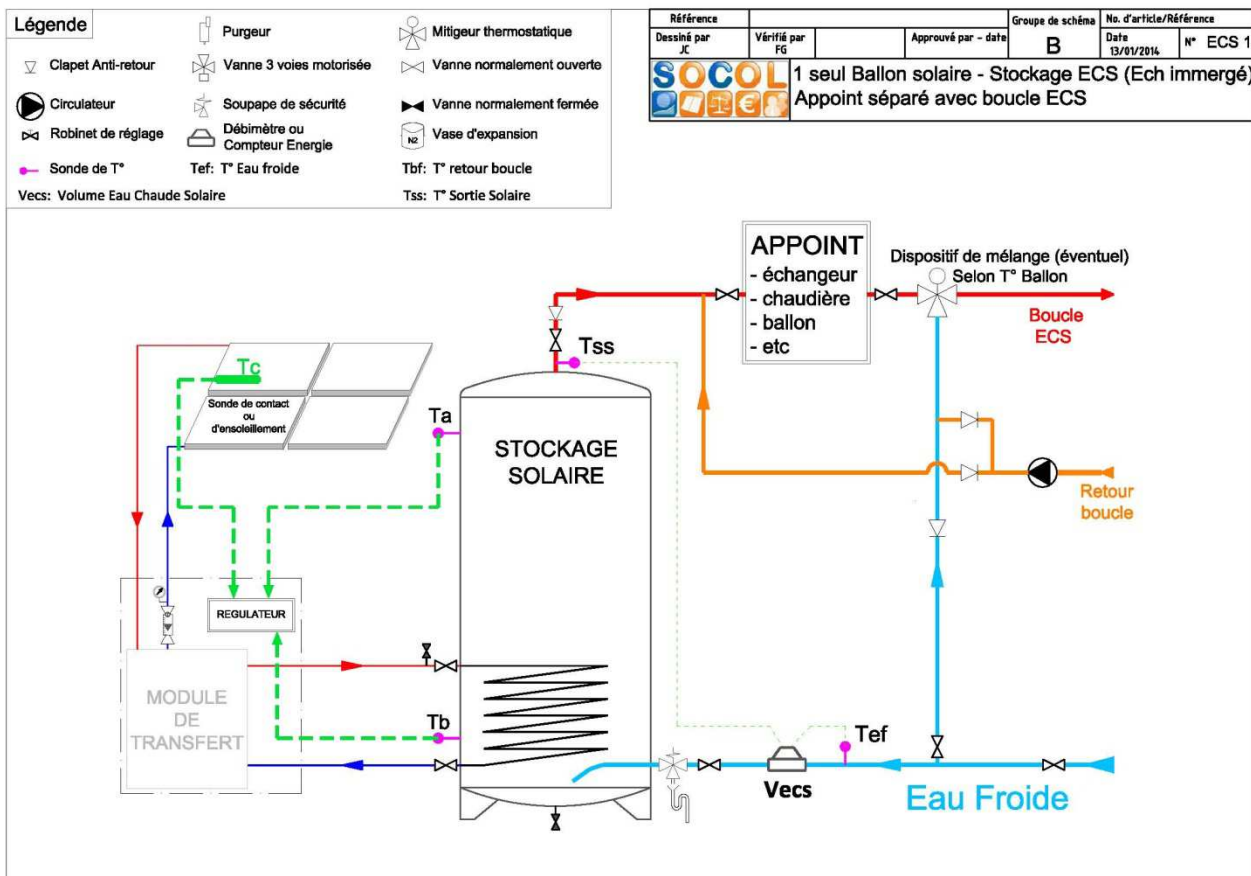 Légende
Purgeur
Mitigeur thermostatique
Clapet Anti-retour
Vanne 3 voies motorisée
Vanne normalement ouverte
Circulateur
Soupape de sécurité
Vanne normalement fermée
Robinet de réglage
Débimètre ou
Compteur Energie
N2
Vase d'expansion
Sonde de T°
Tef: T° Eau froide
Tbf: T° retour boucle
Vecs: Volume Eau Chaude Solaire
Tss: T° Sortie Solaire
Référence
Groupe de schéma
No. d'article/Référence
Dessiné par
JC
Vérifié par
FG
Approuvé par - date
B
Date
13/01/2014
N° ECS 1
SOCOL
1 seul Ballon solaire - Stockage ECS (Ech immergé)
Appoint séparé avec boucle ECS
APPOINT
- échangeur
- chaudière
- ballon
- etc
Dispositif de mélange (éventuel)
Selon T° Ballon
Boucle
ECS
Tss
Tc
Sonde de contact
ou
d'ensoleillement
Ta
STOCKAGE
SOLAIRE
Retour
boucle
REGULATEUR
MODULE
DE
TRANSFERT
Tb
Tef
Vecs
Eau Froide